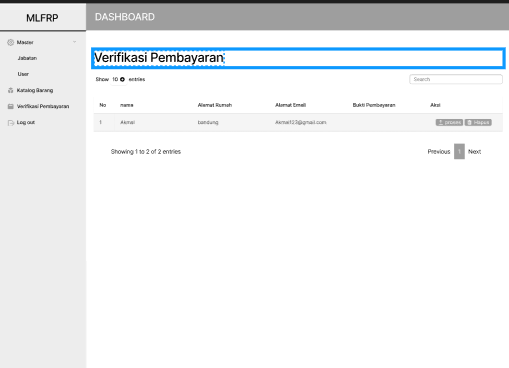 MLFRP
DASHBOARD
Master
Jabatan
User
Katalog Barang
Verifikasi Pembayaran
Log out
Verifikasi Pembayaran
Show 10 entries
Search
No name Alamat Rumah Alamat Email Bukti Pembayaran Aksi
1 Akmal bandung Akmal123@gmail.com proses Hapus
Showing 1 to 2 of 2 entries
Previous 1 Next